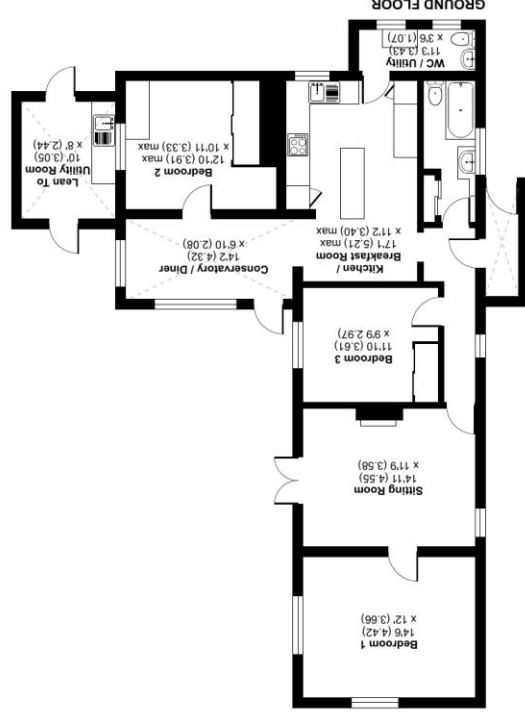 GROUND FLOOR
WC / Utility
11'3 (3.43)
x 3'6 (1.07)
Lean To
Utility Room
10' (3.05)
x 8' (2.44)
Bedroom 2
12'10 (3.91) max
x 10'11 (3.33) max
Kitchen /
Breakfast Room
17'1 (5.21) max
x 11'2 (3.40) max
Conservatory / Diner
14'2 (4.32)
x 6'10 (2.08)
Bedroom 3
11'10 (3.61)
x 9'9 2.97)
Sitting Room
14'11 (4.55)
x 11'9 (3.58)
Bedroom 1
14'6 (4.42)
x 12' (3.66)